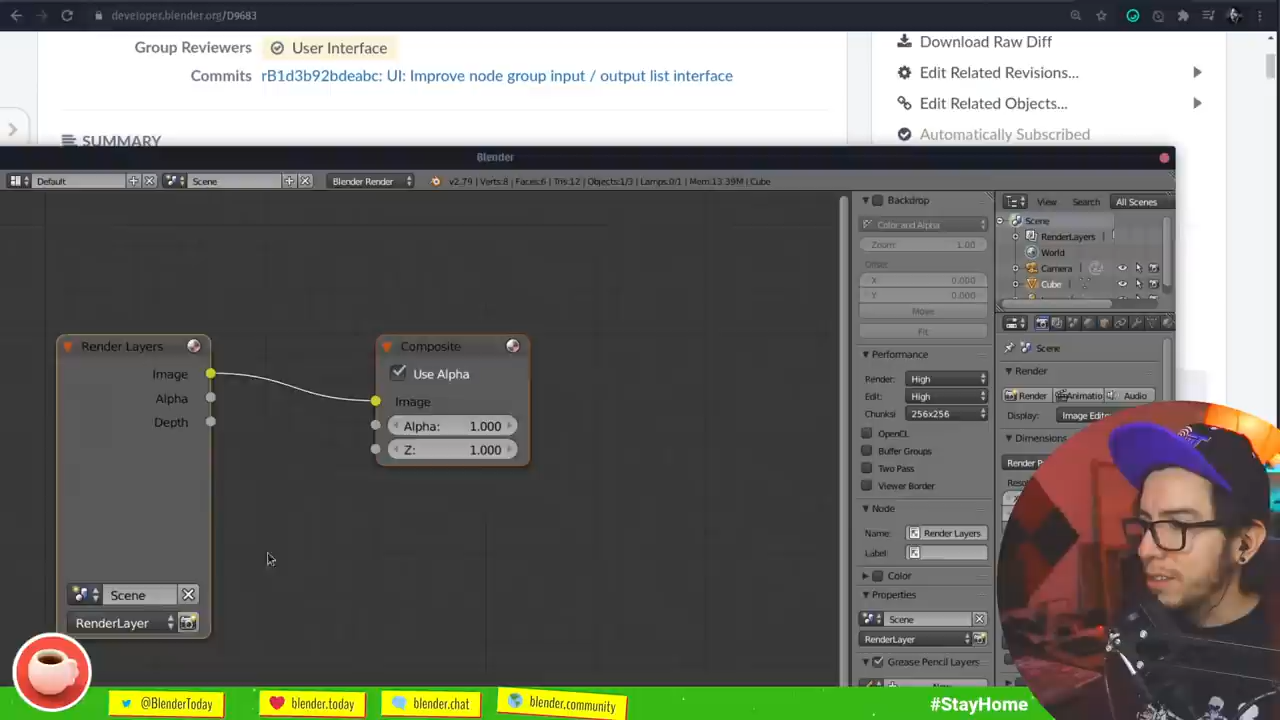 developer.blender.org/D9683
Group Reviewers
User Interface
Commits
rB1d3b92bdeabc: UI: Improve node group input / output list interface
SUMMARY
Download Raw Diff
Edit Related Revisions...
Edit Related Objects...
Automatically Subscribed
Blender
Default
Scene
Blender Render
v2.79 | Verts:8 | Faces:6 | Tris:12 | Objects:1/3 | Lamps:0/1 | Mem:13.39M | Cube
Render Layers
Image
Alpha
Depth
Scene
RenderLayer
Composite
Use Alpha
Image
Alpha: 1.000
Z: 1.000
Backdrop
Color and Alpha
Zoom: 1.00
Offset
X 0.000
Y 0.000
Move
Fit
Performance
Render: High
Edit: High
Chunksi 256x256
OpenCL
Buffer Groups
Two Pass
Viewer Border
Node
Name: Render Layers
Label:
Color
Properties
Scene
RenderLayer
Grease Pencil Layers
New
View Search All Scenes
Scene
RenderLayers
World
Camera
Cube
Scene
Render
Render Animatio Audio
Display: Image Editor
Dimensions
@BlenderToday
blender.today
blender.chat
blender.community
#StayHome